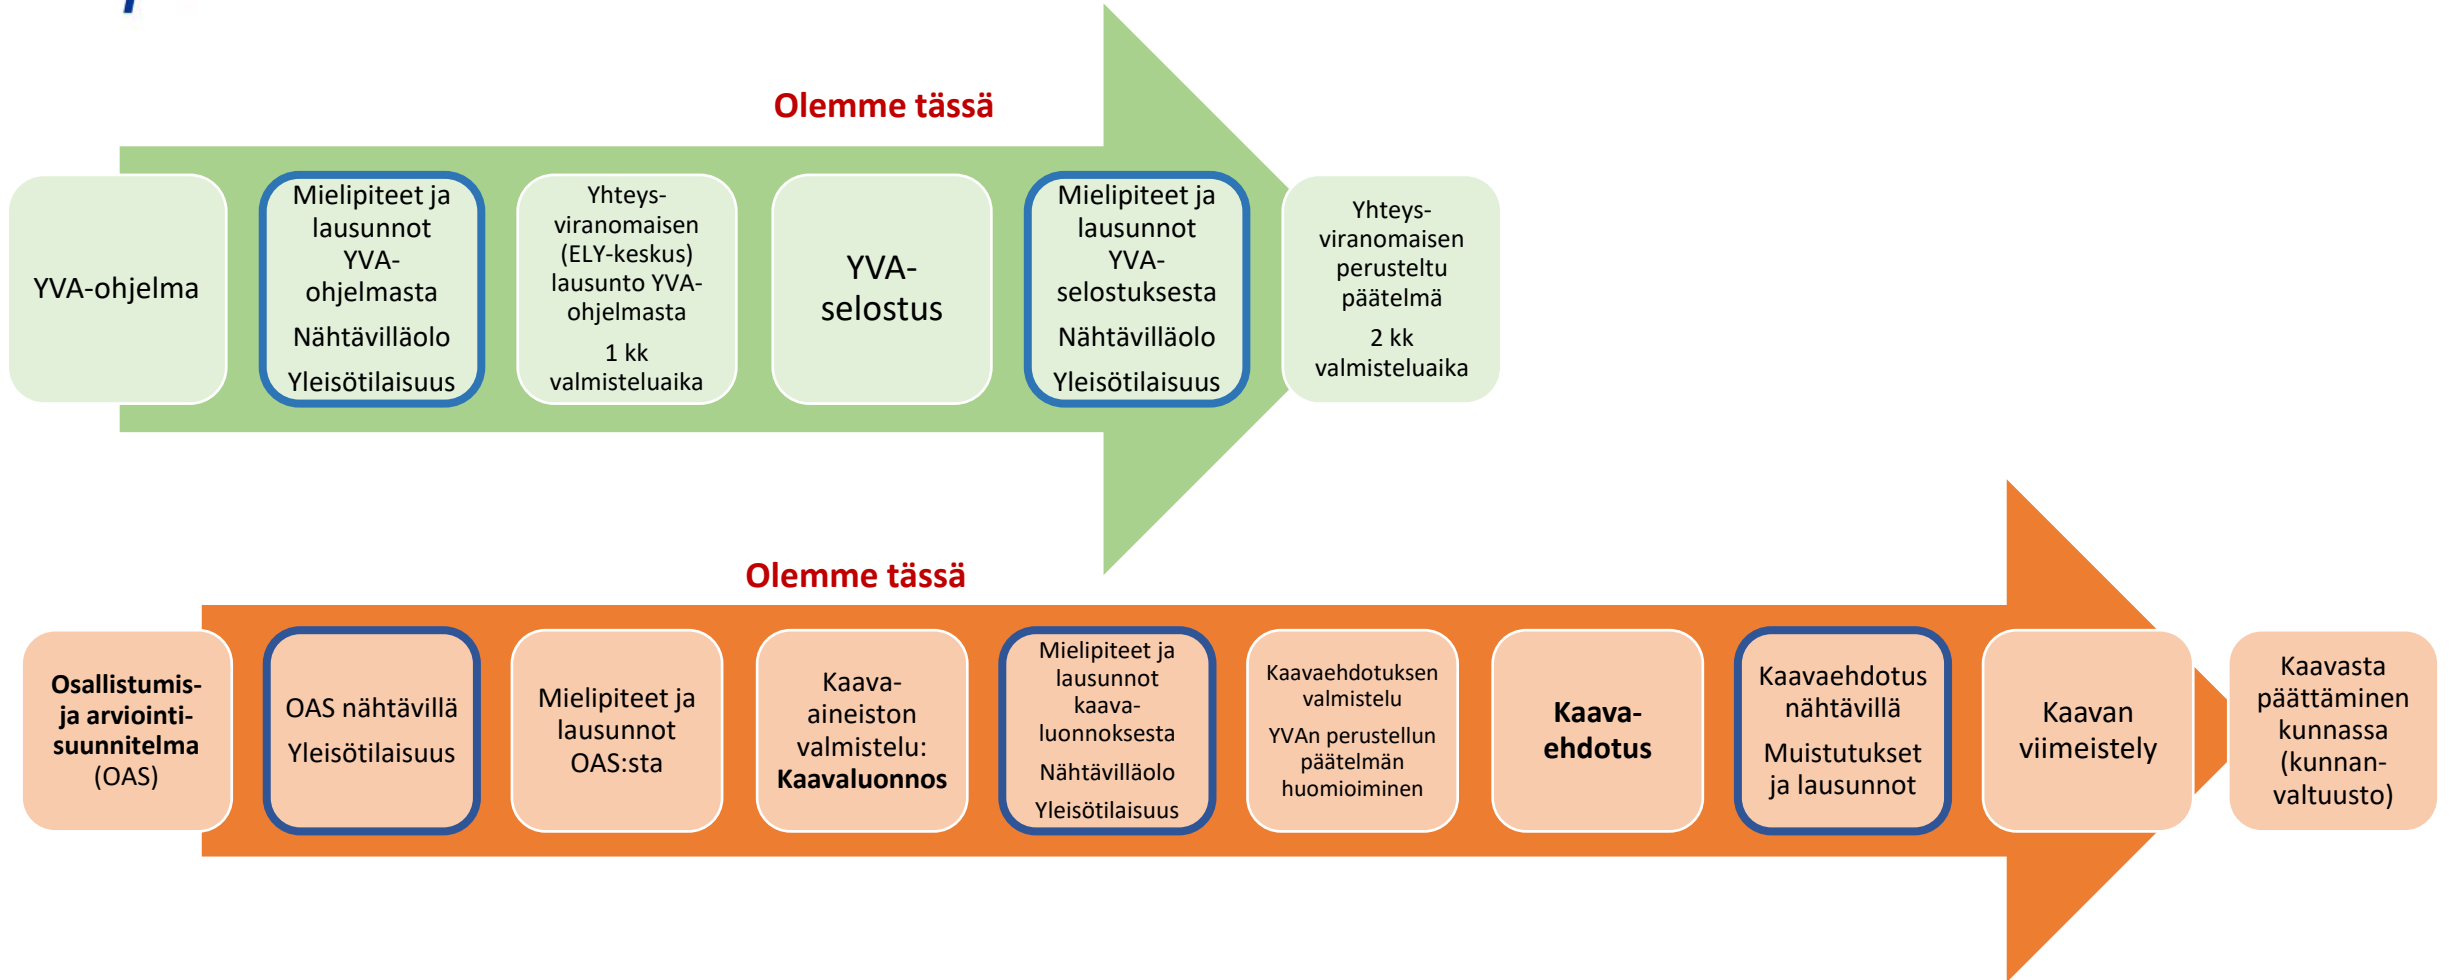 Olemme tässä
YVA-ohjelma
Mielipiteet ja
lausunnot
YVA-
ohjelmasta
Nähtävilläolo
Yleisötilaisuus
Yhteys-
viranomaisen
(ELY-keskus)
lausunto YVA-
ohjelmasta
1 kk
valmisteluaika
YVA-
selostus
Mielipiteet ja
lausunnot
YVA-
selostuksesta
Nähtävilläolo
Yleisötilaisuus
Yhteys-
viranomaisen
perusteltu
päätelmä
2 kk
valmisteluaika
Olemme tässä
Osallistumis-
ja arviointi-
suunnitelma
(OAS)
OAS nähtävillä
Yleisötilaisuus
Mielipiteet ja
lausunnot
OAS:sta
Kaava-
aineiston
valmistelu:
Kaavaluonnos
Mielipiteet ja
lausunnot
kaava-
luonnoksesta
Nähtävilläolo
Yleisötilaisuus
Kaavaehdotuksen
valmistelu
YVAn perustellun
päätelmän
huomioiminen
Kaava-
ehdotus
Kaavaehdotus
nähtävillä
Muistutukset
ja lausunnot
Kaavan
viimeistely
Kaavasta
päättäminen
kunnassa
(kunnan-
valtuusto)